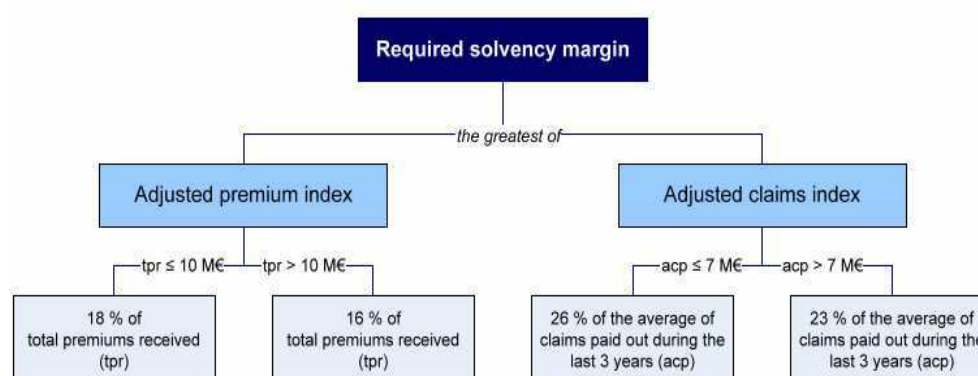 Required solvency margin
the greatest of
Adjusted premium index
Adjusted claims index
tpr ≤ 10 M€
tpr > 10 M€
acp ≤ 7 M€
acp > 7 M€
18 % of
total premiums received
(tpr)
16 % of
total premiums received
(tpr)
26 % of the average of
claims paid out during the
last 3 years (acp)
23 % of the average of
claims paid out during the
last 3 years (acp)